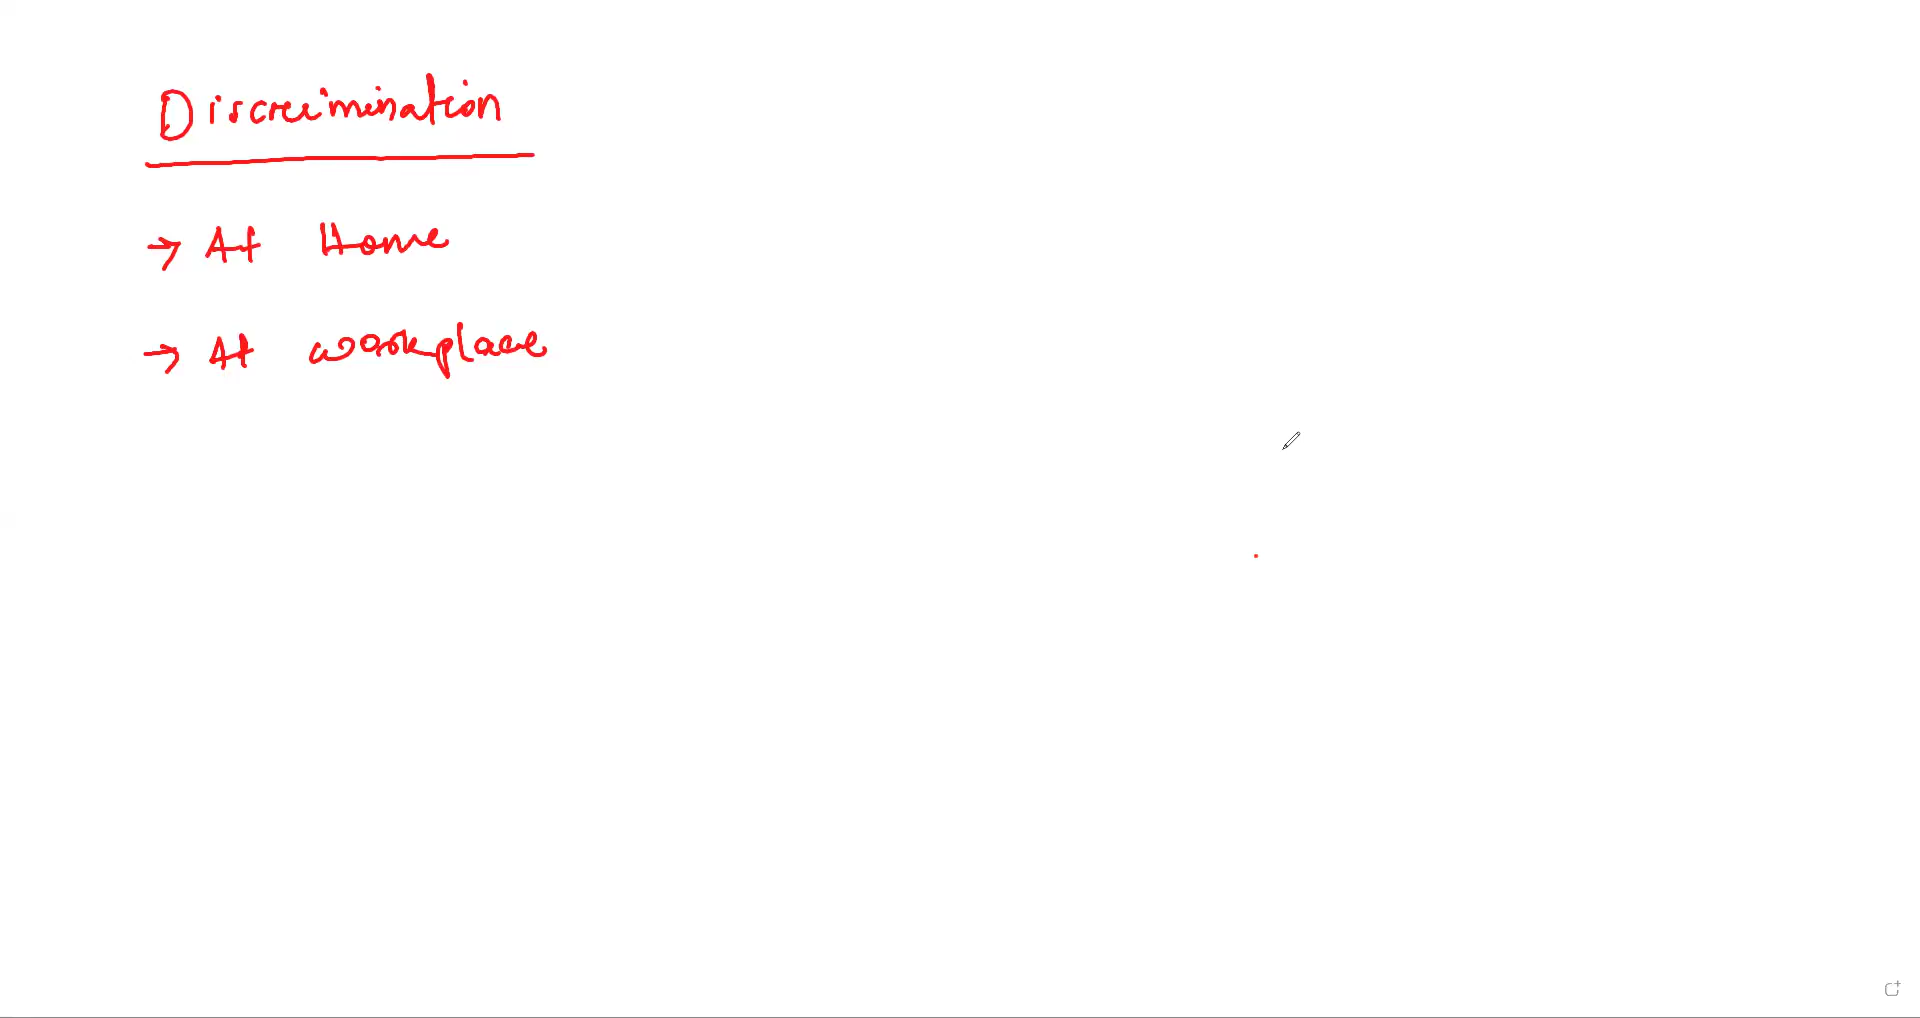 Discrimination
→ At Home
→ At workplace